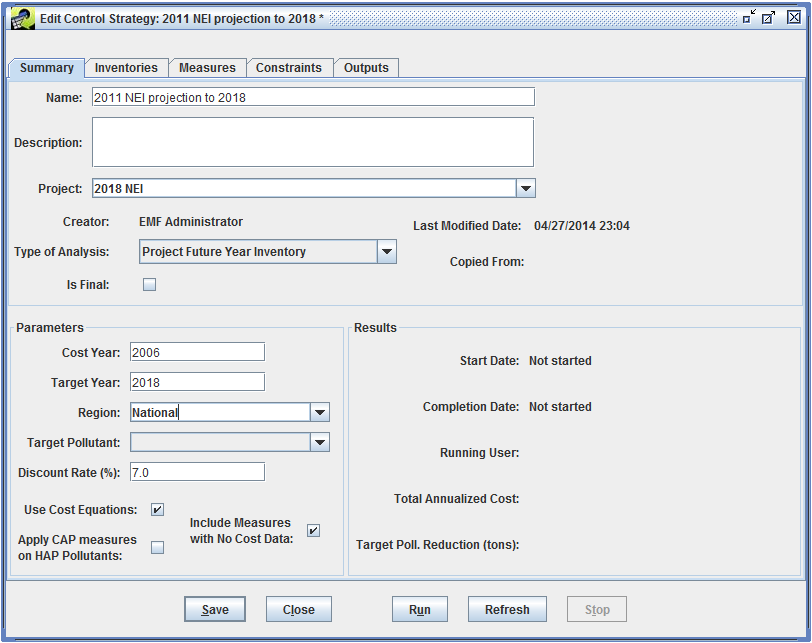 Edit Control Strategy: 2011 NEI projection to 2018 *
Summary Inventories Measures Constraints Outputs
Name: 2011 NEI projection to 2018
Description:
Project: 2018 NEI
Creator: EMF Administrator
Last Modified Date: 04/27/2014 23:04
Type of Analysis: Project Future Year Inventory
Copied From:
Is Final:
Parameters
Cost Year: 2006
Target Year: 2018
Region: National
Target Pollutant:
Discount Rate (%): 7.0
Use Cost Equations:
Include Measures
with No Cost Data:
Apply CAP measures
on HAP Pollutants:
Results
Start Date: Not started
Completion Date: Not started
Running User:
Total Annualized Cost:
Target Poll. Reduction (tons):
Save Close Run Refresh Stop